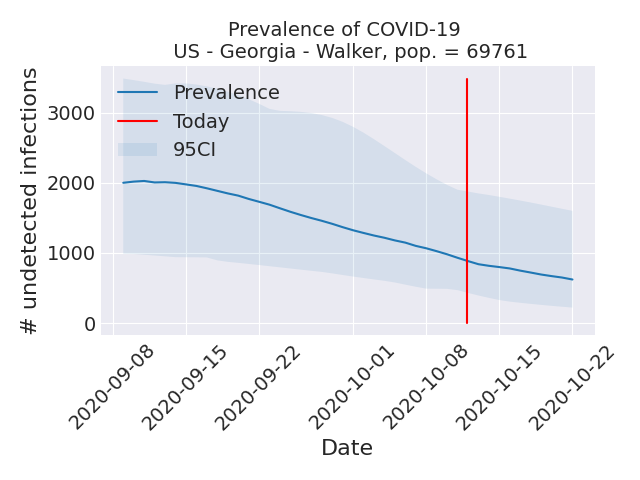 Prevalence of COVID-19
US - Georgia - Walker, pop. = 69761
# undetected infections
3000
2000
1000
0
Prevalence
Today
95CI
2020-09-08
2020-09-15
2020-09-22
2020-10-01
2020-10-08
2020-10-15
2020-10-22
Date